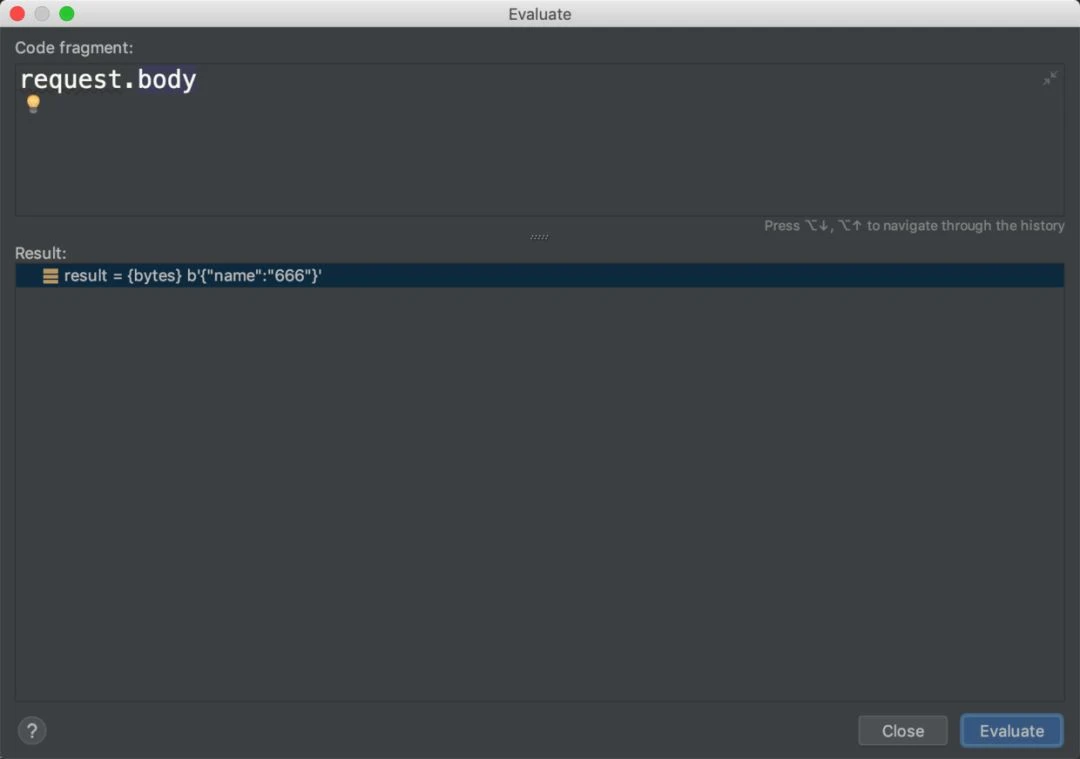 Evaluate
Code fragment:
request.body
Press ⌥↓, ⌥↑ to navigate through the history
Result:
result = {bytes} b'{"name":"666"}'
?
Close
Evaluate